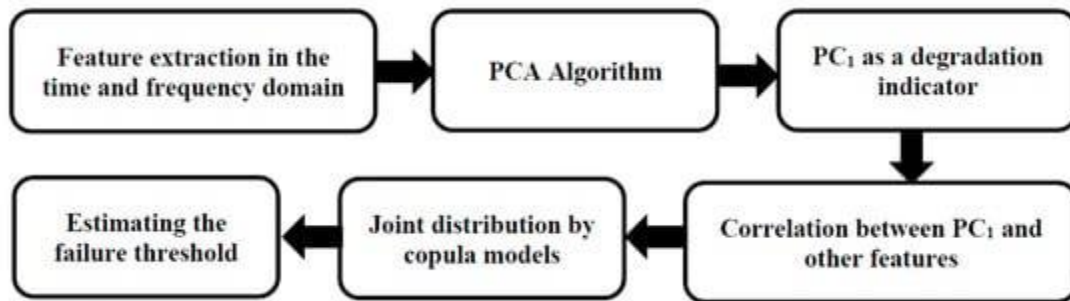 Feature extraction in the
time and frequency domain
PCA Algorithm
PC₁ as a degradation
indicator
Correlation between PC₁ and
other features
Joint distribution by
copula models
Estimating the
failure threshold